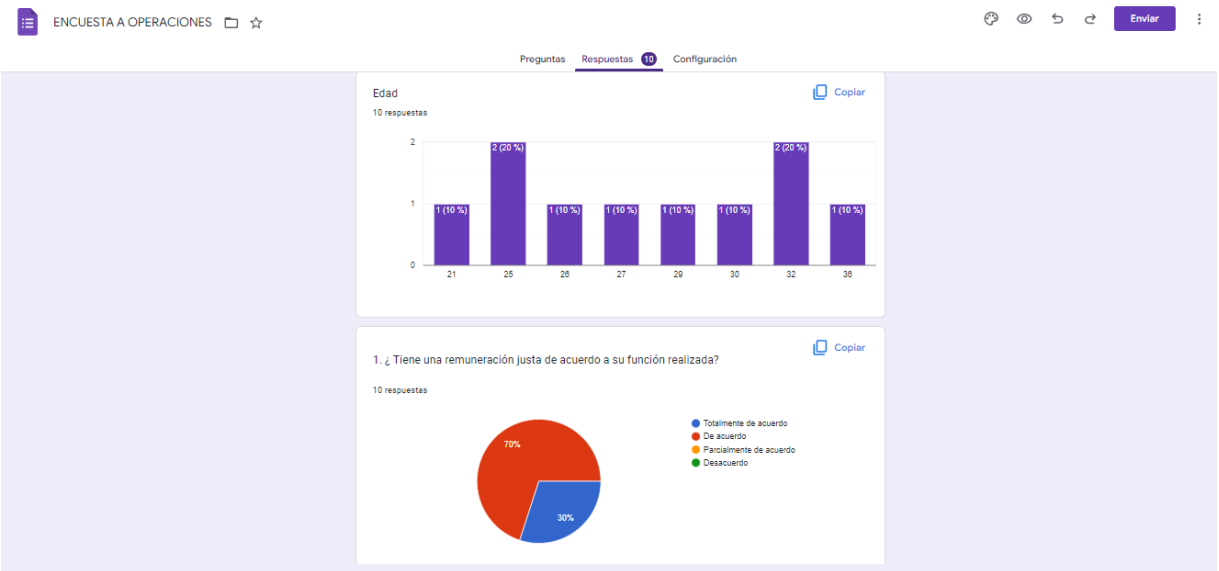 ENCUESTA A OPERACIONES
Enviar
Preguntas Respuestas 10 Configuración
Edad
Copiar
10 respuestas
2
1
0
1 (10 %) 2 (20 %) 1 (10 %) 1 (10 %) 1 (10 %) 1 (10 %) 2 (20 %) 1 (10 %)
21 25 26 27 29 30 32 36
Copiar
1. ¿ Tiene una remuneración justa de acuerdo a su función realizada?
10 respuestas
70%
30%
Totalmente de acuerdo
De acuerdo
Parcialmente de acuerdo
Desacuerdo